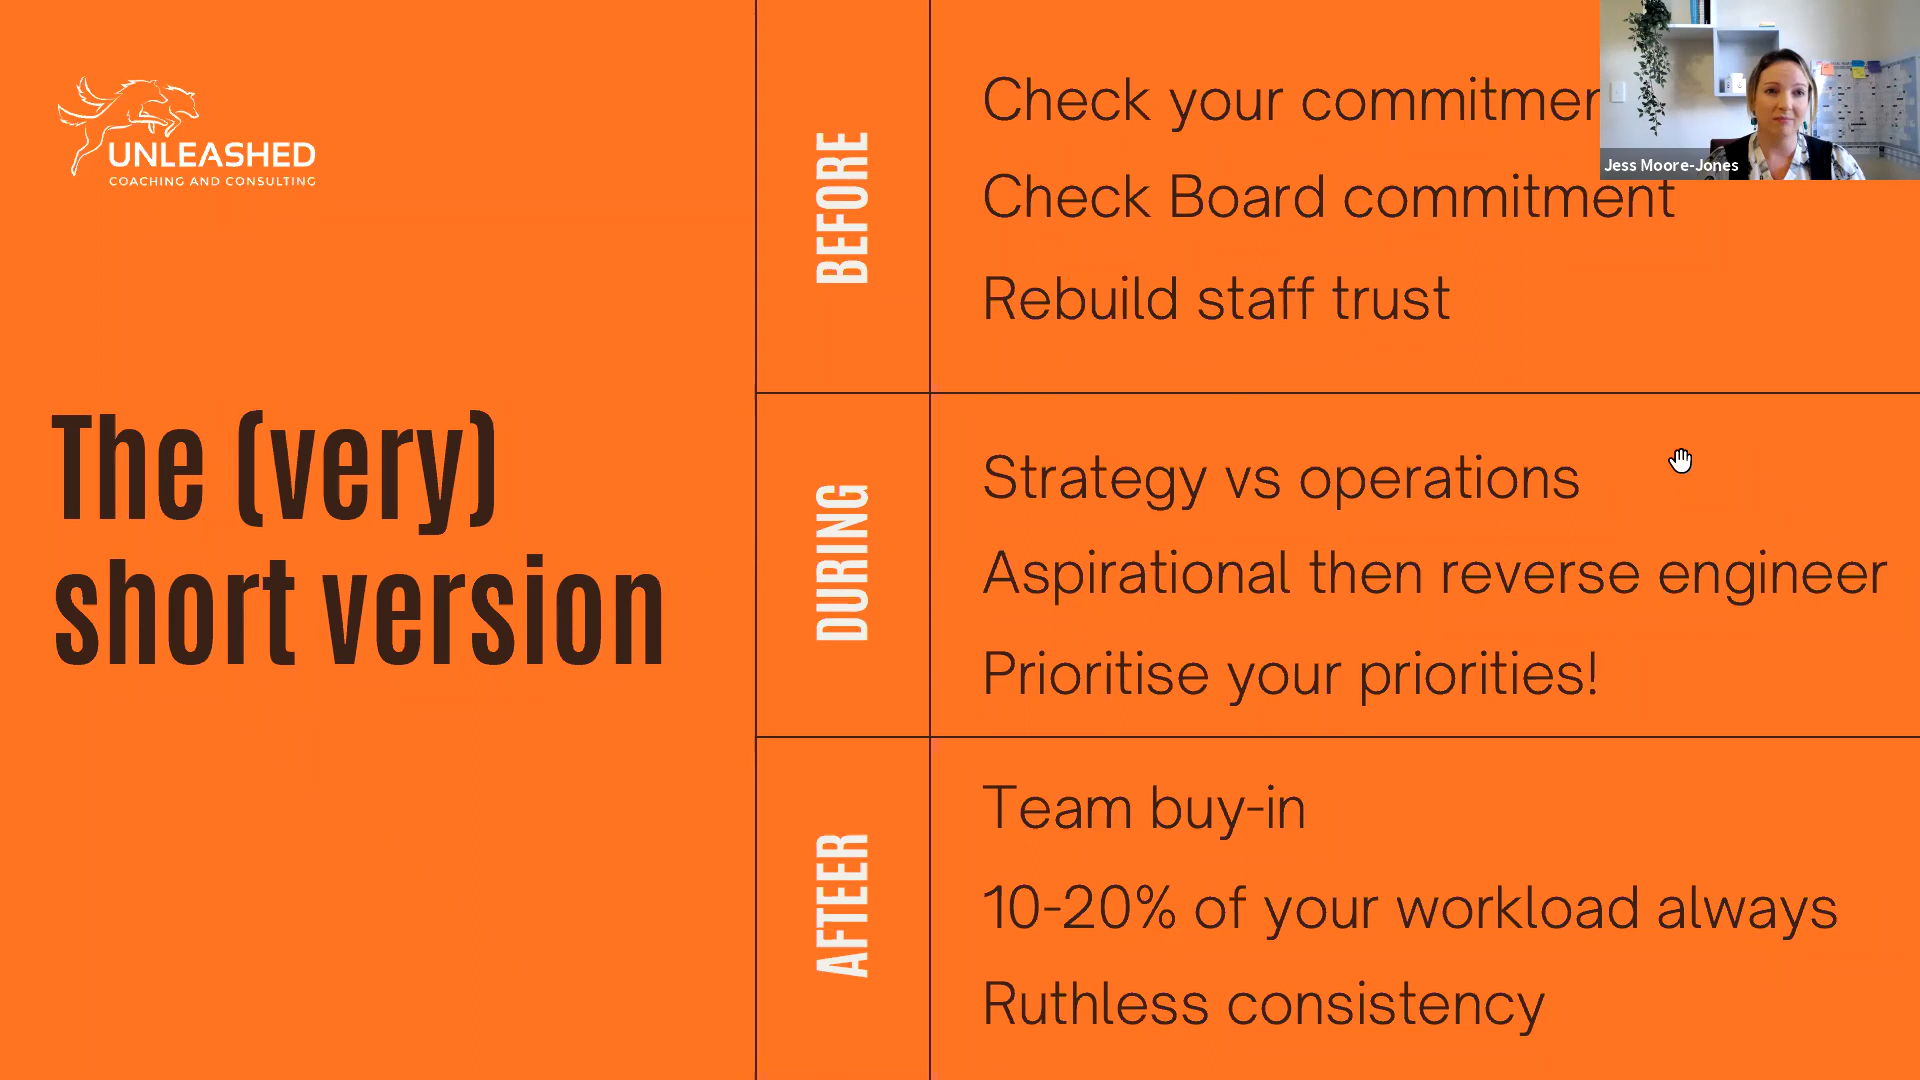 UNLEASHED
COACHING AND CONSULTING
The (very)
short version
BEFORE
Check your
Check Board commitment
Rebuild staff trust
DURING
Strategy vs operations
Aspirational then reverse engineer
Prioritise your priorities!
AFTEER
Team buy-in
10-20% of your workload always
Ruthless consistency
Jess Moore-Jones